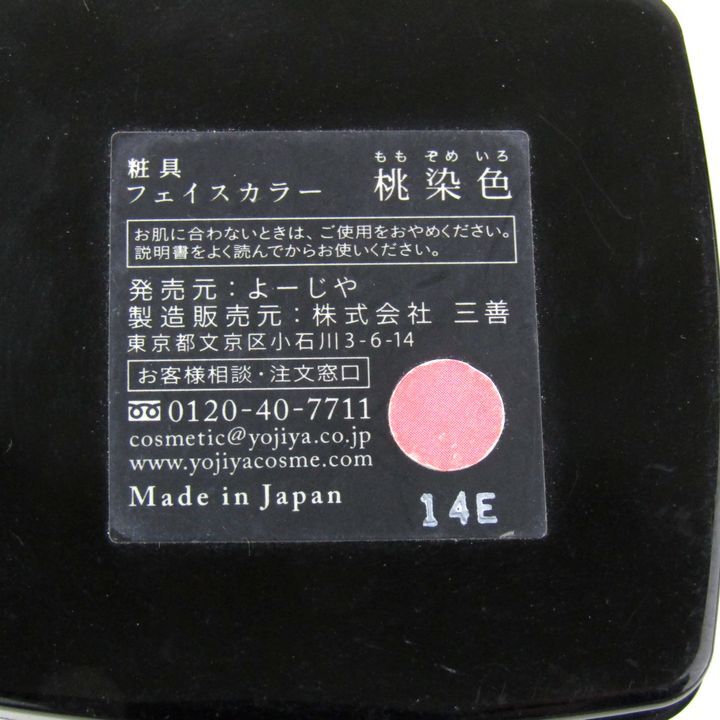 粧具
もも ぞめ いろ
フェイスカラー 桃染色
お肌に合わないときは、ご使用をおやめください。
説明書をよく読んでからお使いください。
発売元：よーじや
製造販売元：株式会社 三善
東京都文京区小石川3-6-14
お客様相談・注文窓口
0120-40-7711
cosmetic@yojiya.co.jp
www.yojiyacosme.com
Made in Japan
14E